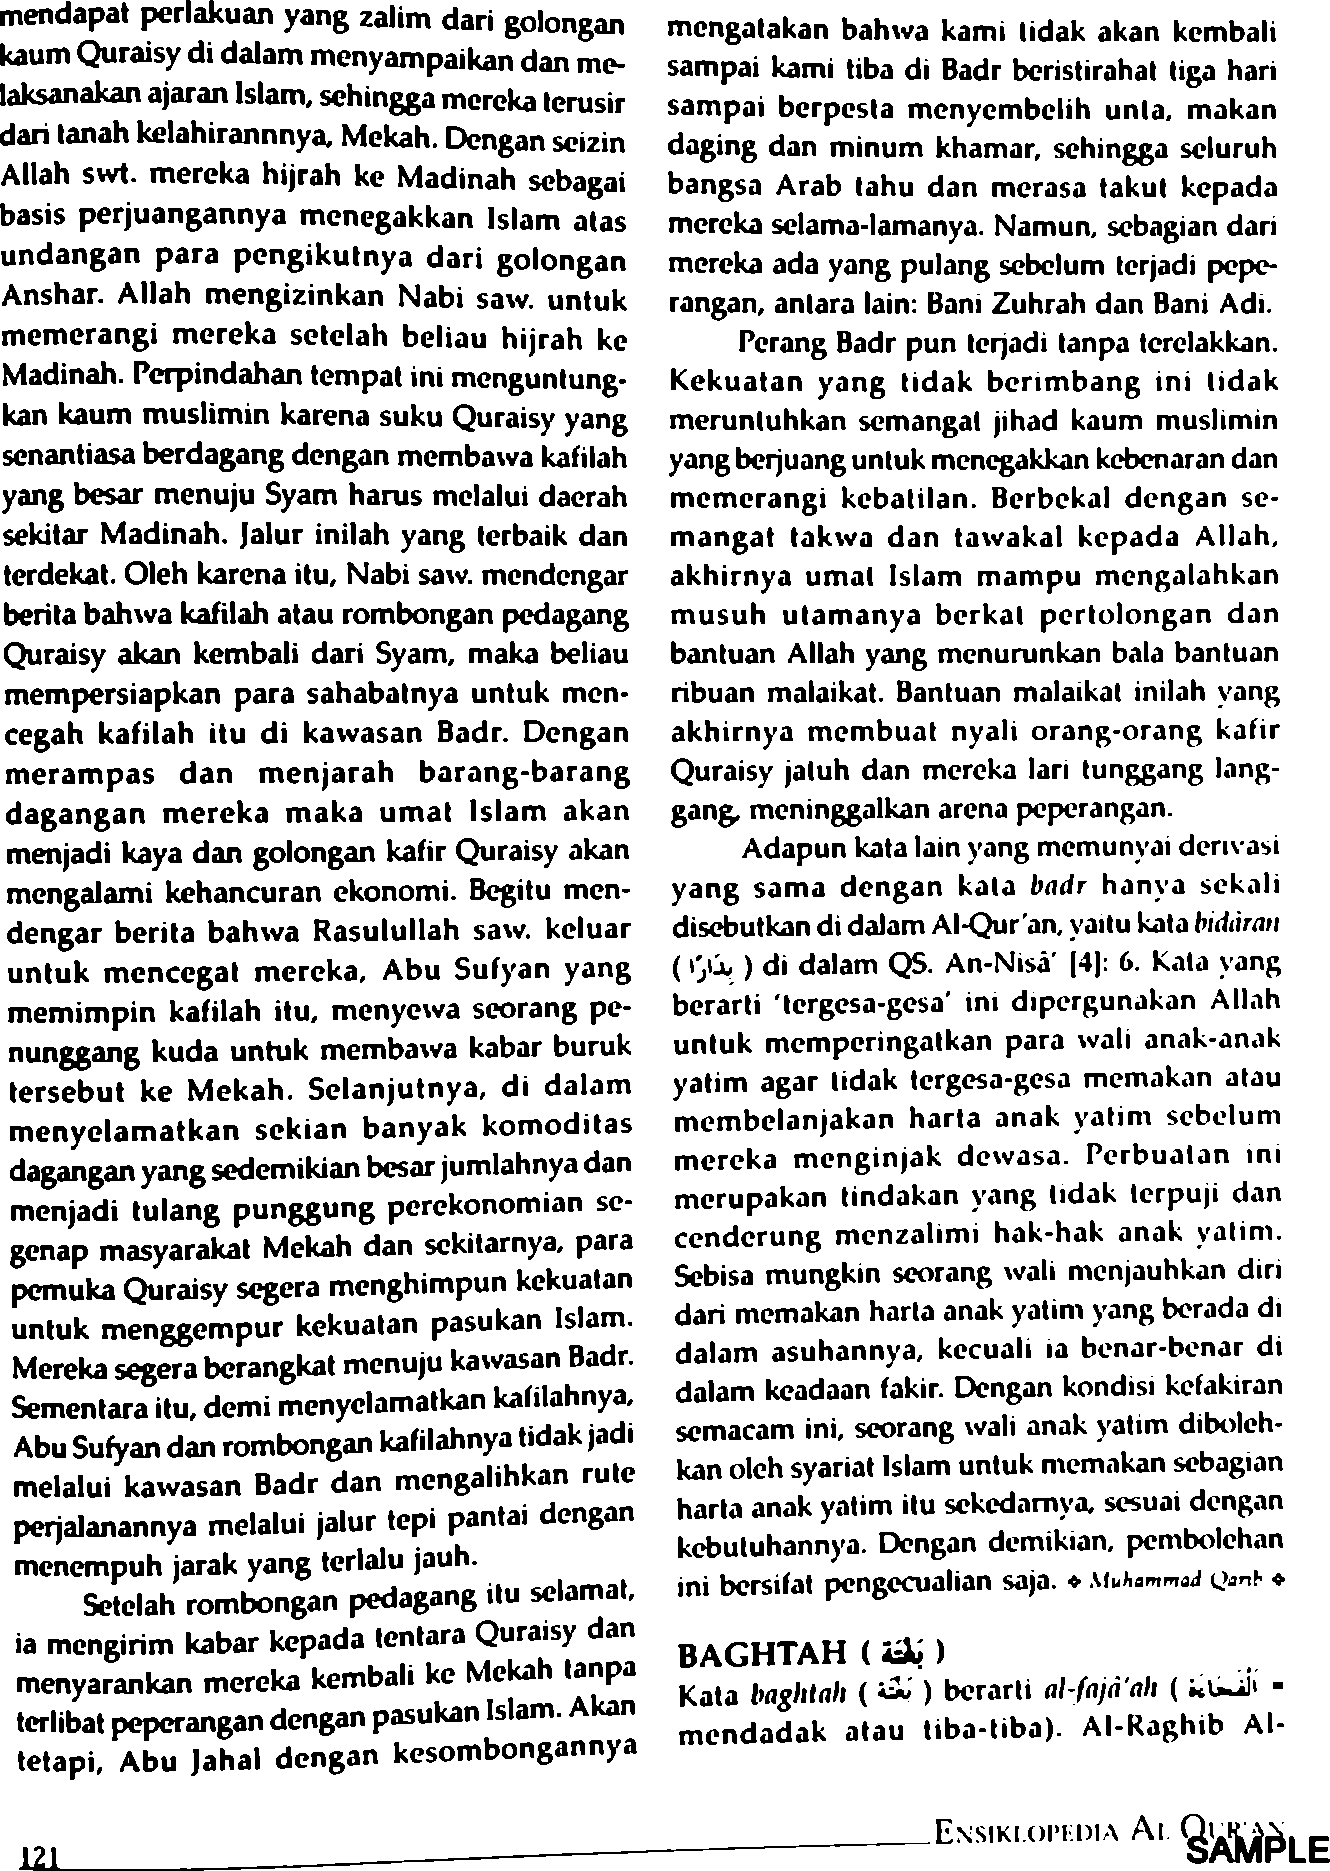 mendapat perlakuan yang zalim dari golongan
kaum Quraisy di dalam menyampaikan dan me-
laksanakan ajaran Islam, sehingga mereka terusir
dari tanah kelahirannnya, Mekah. Dengan seizin
Allah swt. mereka hijrah ke Madinah sebagai
basis perjuangannya menegakkan Islam atas
undangan para pengikutnya dari golongan
Anshar. Allah mengizinkan Nabi saw. untuk
memerangi mereka setelah beliau hijrah ke
Madinah. Perpindahan tempat ini menguntung-
kan kaum muslimin karena suku Quraisy yang
senantiasa berdagang dengan membawa kafilah
yang besar menuju Syam harus melalui daerah
sekitar Madinah. Jalur inilah yang terbaik dan
terdekat. Oleh karena itu, Nabi saw. mendengar
berita bahwa kafilah atau rombongan pedagang
Quraisy akan kembali dari Syam, maka beliau
mempersiapkan para sahabatnya untuk men-
cegah kafilah itu di kawasan Badr. Dengan
merampas dan menjarah barang-barang
dagangan mereka maka umat Islam akan
menjadi kaya dan golongan kafir Quraisy akan
mengalami kehancuran ekonomi. Begitu men-
dengar berita bahwa Rasulullah saw. keluar
untuk mencegat mereka, Abu Sufyan yang
memimpin kafilah itu, menyewa seorang pe-
nunggang kuda untuk membawa kabar buruk
tersebut ke Mekah. Selanjutnya, di dalam
menyelamatkan sekian banyak komoditas
dagangan yang sedemikian besar jumlahnya dan
menjadi tulang punggung perekonomian se-
genap masyarakat Mekah dan sekitarnya, para
pemuka Quraisy segera menghimpun kekuatan
untuk menggempur kekuatan pasukan Islam.
Mereka segera berangkat menuju kawasan Badr.
Sementara itu, demi menyelamatkan kafilahnya,
Abu Sufyan dan rombongan kafilahnya tidak jadi
melalui kawasan Badr dan mengalihkan rute
perjalanannya melalui jalur tepi pantai dengan
menempuh jarak yang terlalu jauh.
Setelah rombongan pedagang itu selamat,
ia mengirim kabar kepada tentara Quraisy dan
menyarankan mereka kembali ke Mekah tanpa
terlibat peperangan dengan pasukan Islam. Akan
tetapi, Abu Jahal dengan kesombongannya
mengatakan bahwa kami tidak akan kembali
sampai kami tiba di Badr beristirahat tiga hari
sampai berpesta menyembelih unta, makan
daging dan minum khamar, sehingga seluruh
bangsa Arab tahu dan merasa takut kepada
mereka selama-lamanya. Namun, sebagian dari
mereka ada yang pulang sebelum terjadi pepe-
rangan, antara lain: Bani Zuhrah dan Bani Adi.
Perang Badr pun terjadi tanpa terelakkan.
Kekuatan yang tidak berimbang ini tidak
meruntuhkan semangat jihad kaum muslimin
yang berjuang untuk menegakkan kebenaran dan
memerangi kebatilan. Berbekal dengan se-
mangat takwa dan tawakal kepada Allah,
akhirnya umat Islam mampu mengalahkan
musuh utamanya berkat pertolongan dan
bantuan Allah yang menurunkan bala bantuan
ribuan malaikat. Bantuan malaikat inilah yang
akhirnya membuat nyali orang-orang kafir
Quraisy jatuh dan mereka lari tunggang lang-
gang, meninggalkan arena peperangan.
Adapun kata lain yang memunyai derivasi
yang sama dengan kata badr hanya sekali
disebutkan di dalam Al-Qur'an, yaitu kata bidâran
( بِدَارًا ) di dalam QS. An-Nisâ' [4]: 6. Kata yang
berarti 'tergesa-gesa' ini dipergunakan Allah
untuk memperingatkan para wali anak-anak
yatim agar tidak tergesa-gesa memakan atau
membelanjakan harta anak yatim sebelum
mereka menginjak dewasa. Perbuatan ini
merupakan tindakan yang tidak terpuji dan
cenderung menzalimi hak-hak anak yatim.
Sebisa mungkin seorang wali menjauhkan diri
dari memakan harta anak yatim yang berada di
dalam asuhannya, kecuali ia benar-benar di
dalam keadaan fakir. Dengan kondisi kefakiran
semacam ini, seorang wali anak yatim diboleh-
kan oleh syariat Islam untuk memakan sebagian
harta anak yatim itu sekedarnya, sesuai dengan
kebutuhannya. Dengan demikian, pembolehan
ini bersifat pengecualian saja. ❖ Muhammad Qarib ❖
BAGHTAH ( بَغْتَة )
Kata baghtah ( بَغْتَة ) berarti al-fajâ'ah ( اَلْفَجَاءَة =
mendadak atau tiba-tiba). Al-Raghib Al-
121
ENSIKLOPEDIA AL QUR'AN
SAMPLE